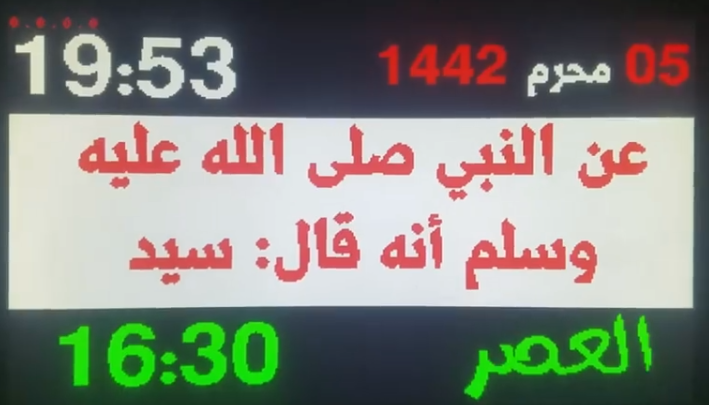 19:53 05 محرم 1442
عن النبي صلى الله عليه
وسلم أنه قال: سيد
العصر 16:30